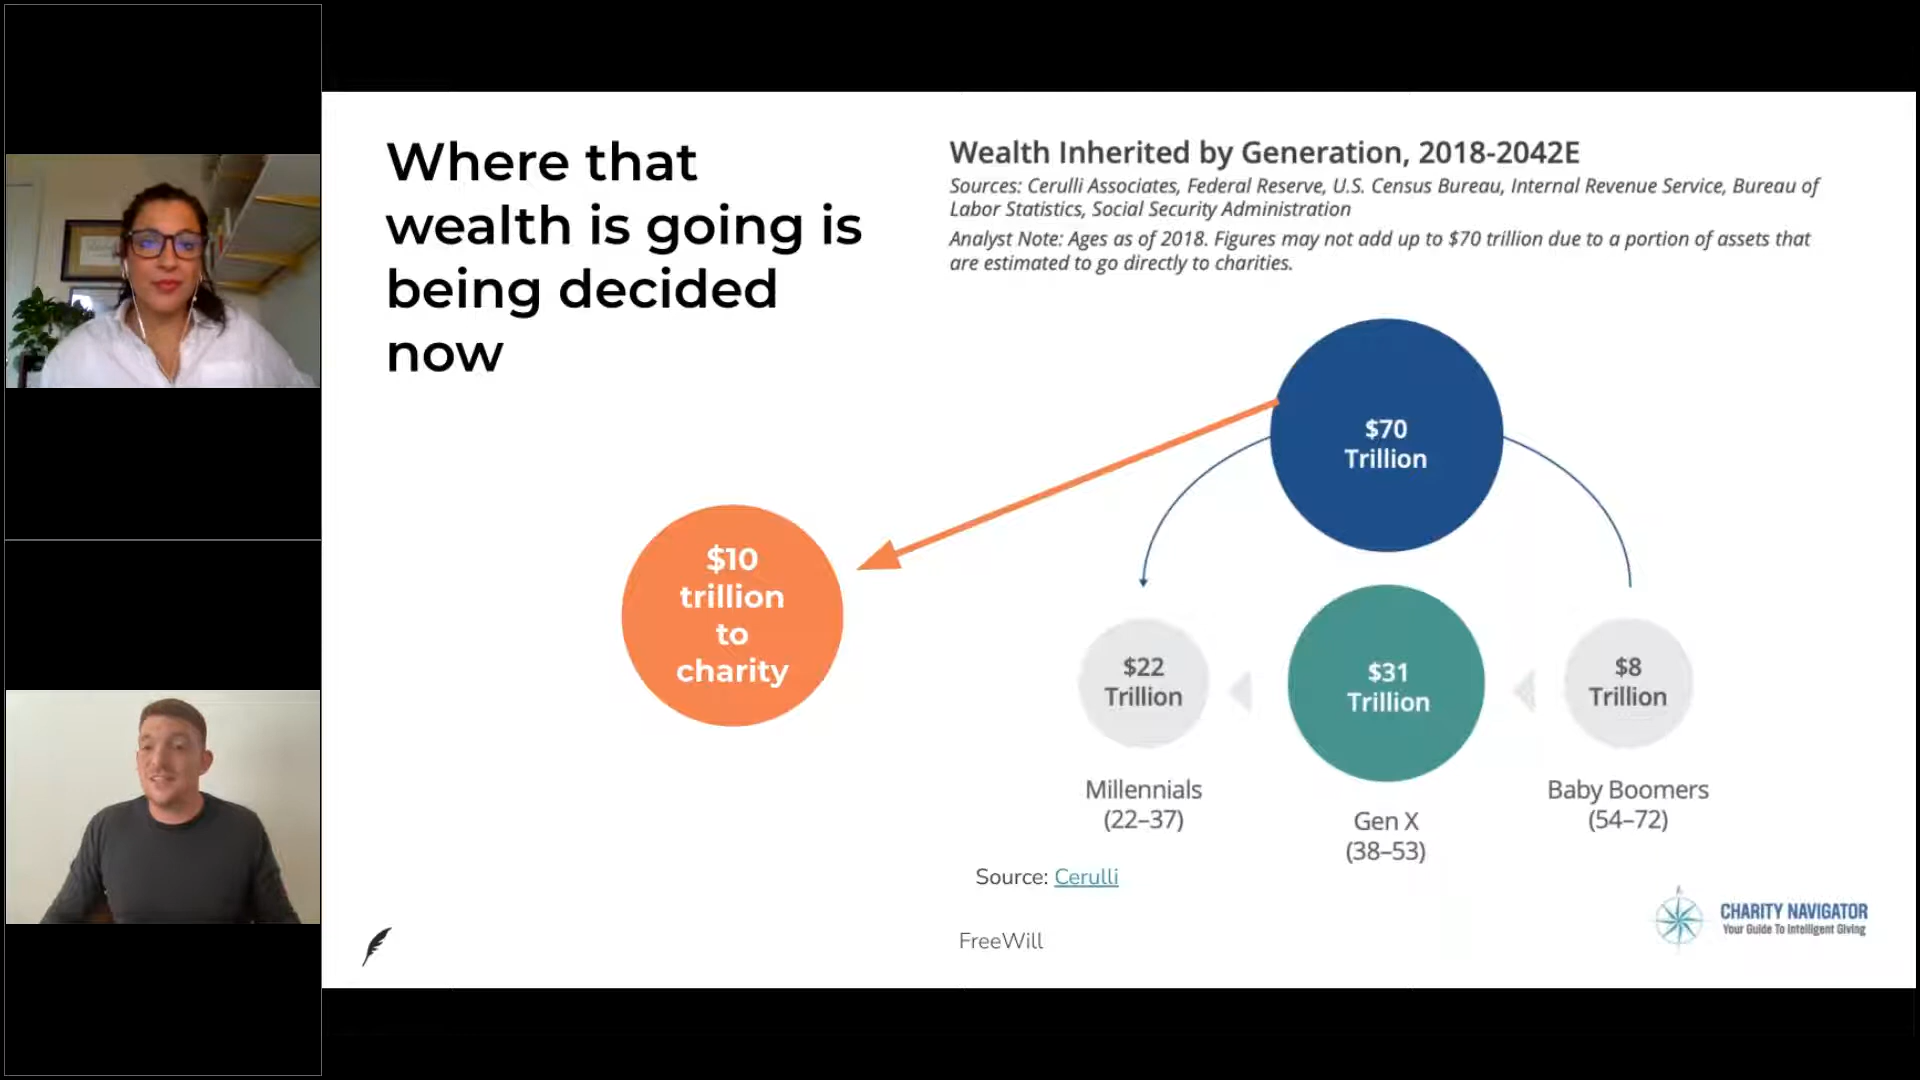 Where that
wealth is going is
being decided
now
Wealth Inherited by Generation, 2018-2042E
Sources: Cerulli Associates, Federal Reserve, U.S. Census Bureau, Internal Revenue Service, Bureau of
Labor Statistics, Social Security Administration
Analyst Note: Ages as of 2018. Figures may not add up to $70 trillion due to a portion of assets that
are estimated to go directly to charities.
$70
Trillion
$10
trillion
to
charity
$22
Trillion
$31
Trillion
$8
Trillion
Millennials
(22–37)
Gen X
(38–53)
Baby Boomers
(54–72)
Source: Cerulli
FreeWill
CHARITY NAVIGATOR
Your Guide To Intelligent Giving